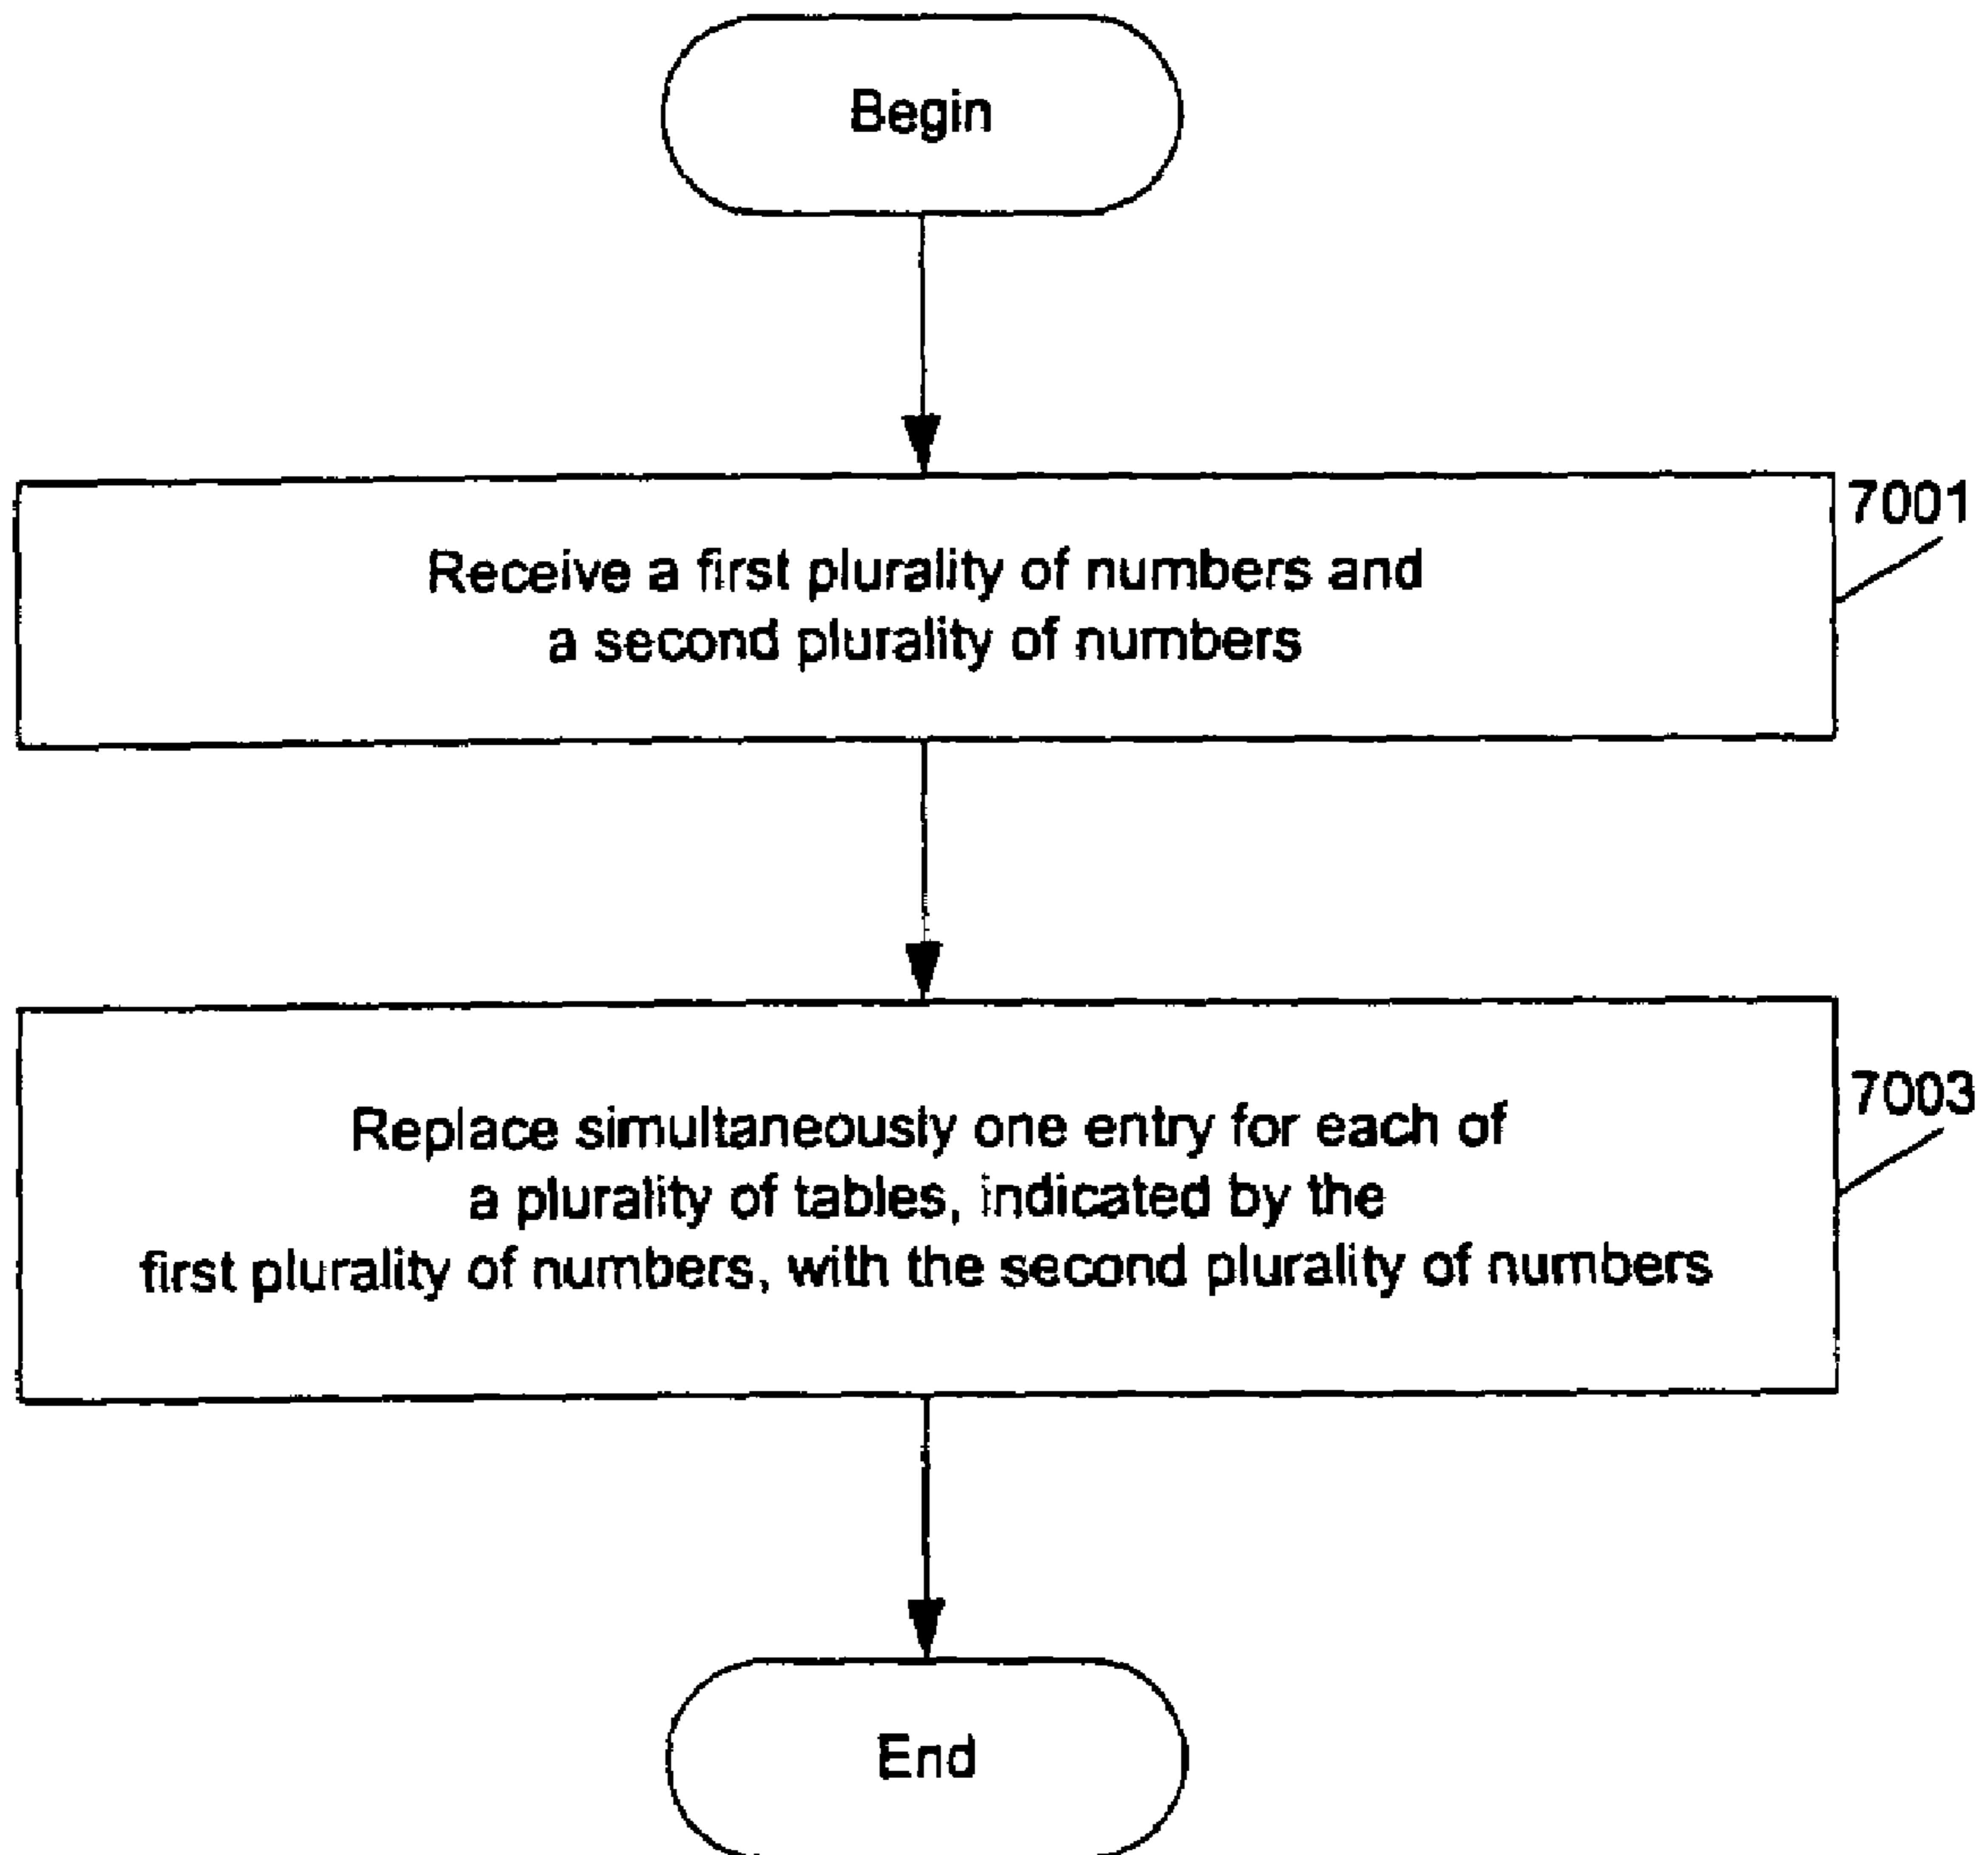 Begin
7001
Receive a first plurality of numbers and
a second plurality of numbers
7003
Replace simultaneously one entry for each of
a plurality of tables, indicated by the
first plurality of numbers, with the second plurality of numbers
End